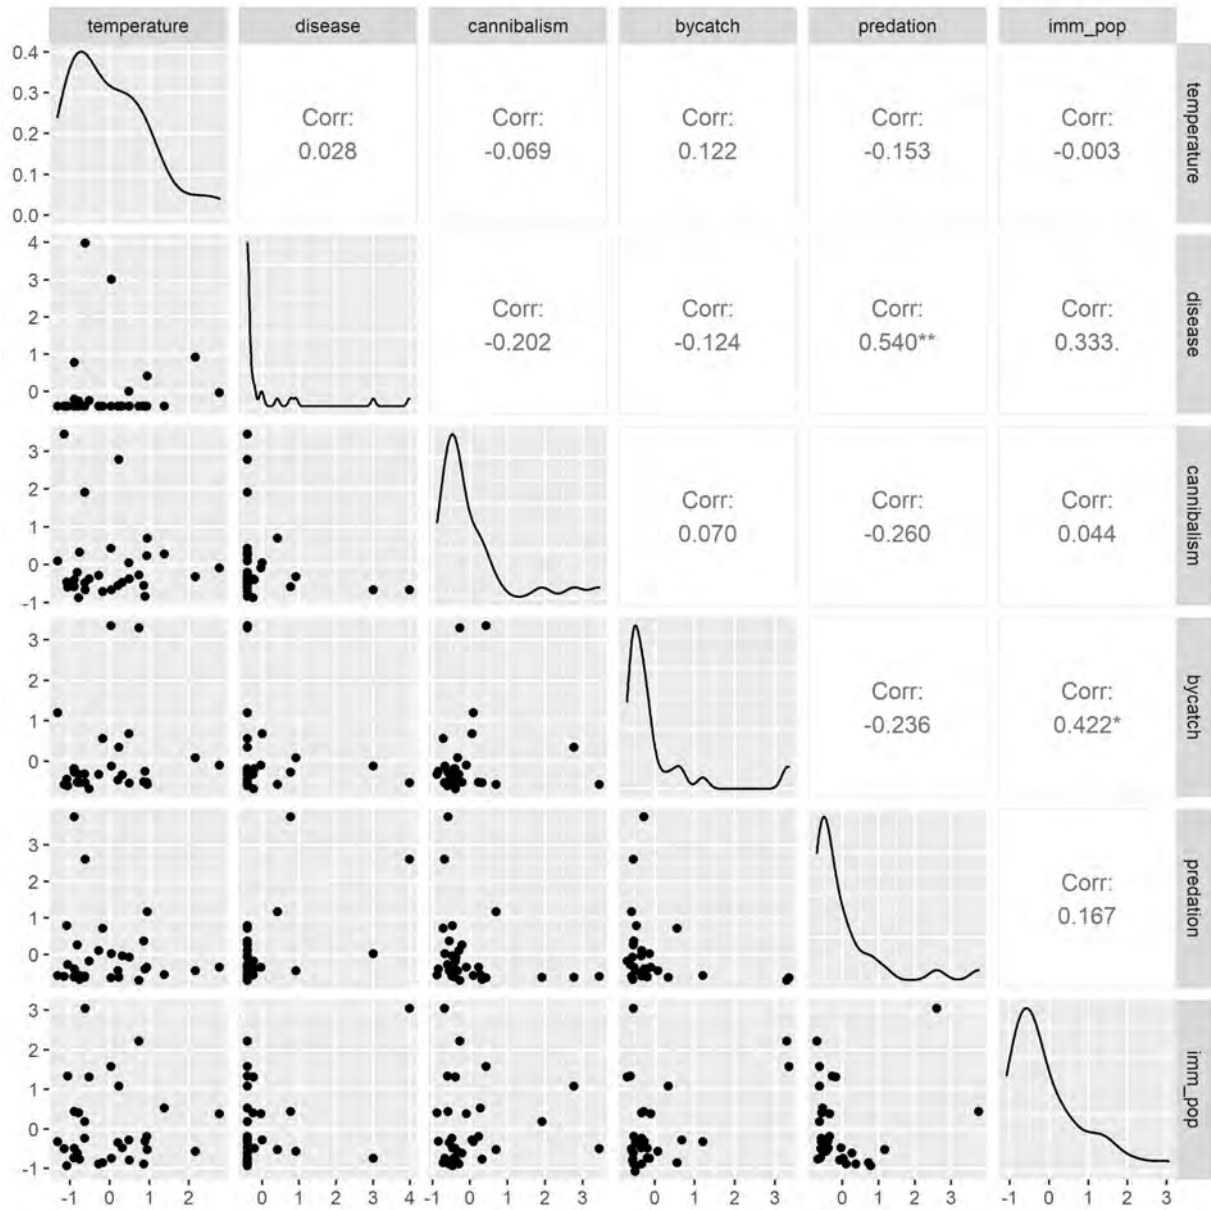 temperature disease cannibalism bycatch predation imm_pop
0.4
0.3
0.2
0.1
0.0
Corr:
0.028
Corr:
-0.069
Corr:
0.122
Corr:
-0.153
Corr:
-0.003
temperature
4
3
2
1
0
Corr:
-0.202
Corr:
-0.124
Corr:
0.540**
Corr:
0.333.
disease
3
2
1
0
-1
Corr:
0.070
Corr:
-0.260
Corr:
0.044
cannibalism
3
2
1
0
Corr:
-0.236
Corr:
0.422*
bycatch
3
2
1
0
Corr:
0.167
predation
3
2
1
0
-1
imm_pop
-1 0 1 2 0 1 2 3 4 -1 0 1 2 3 0 1 2 3 0 1 2 3 -1 0 1 2 3